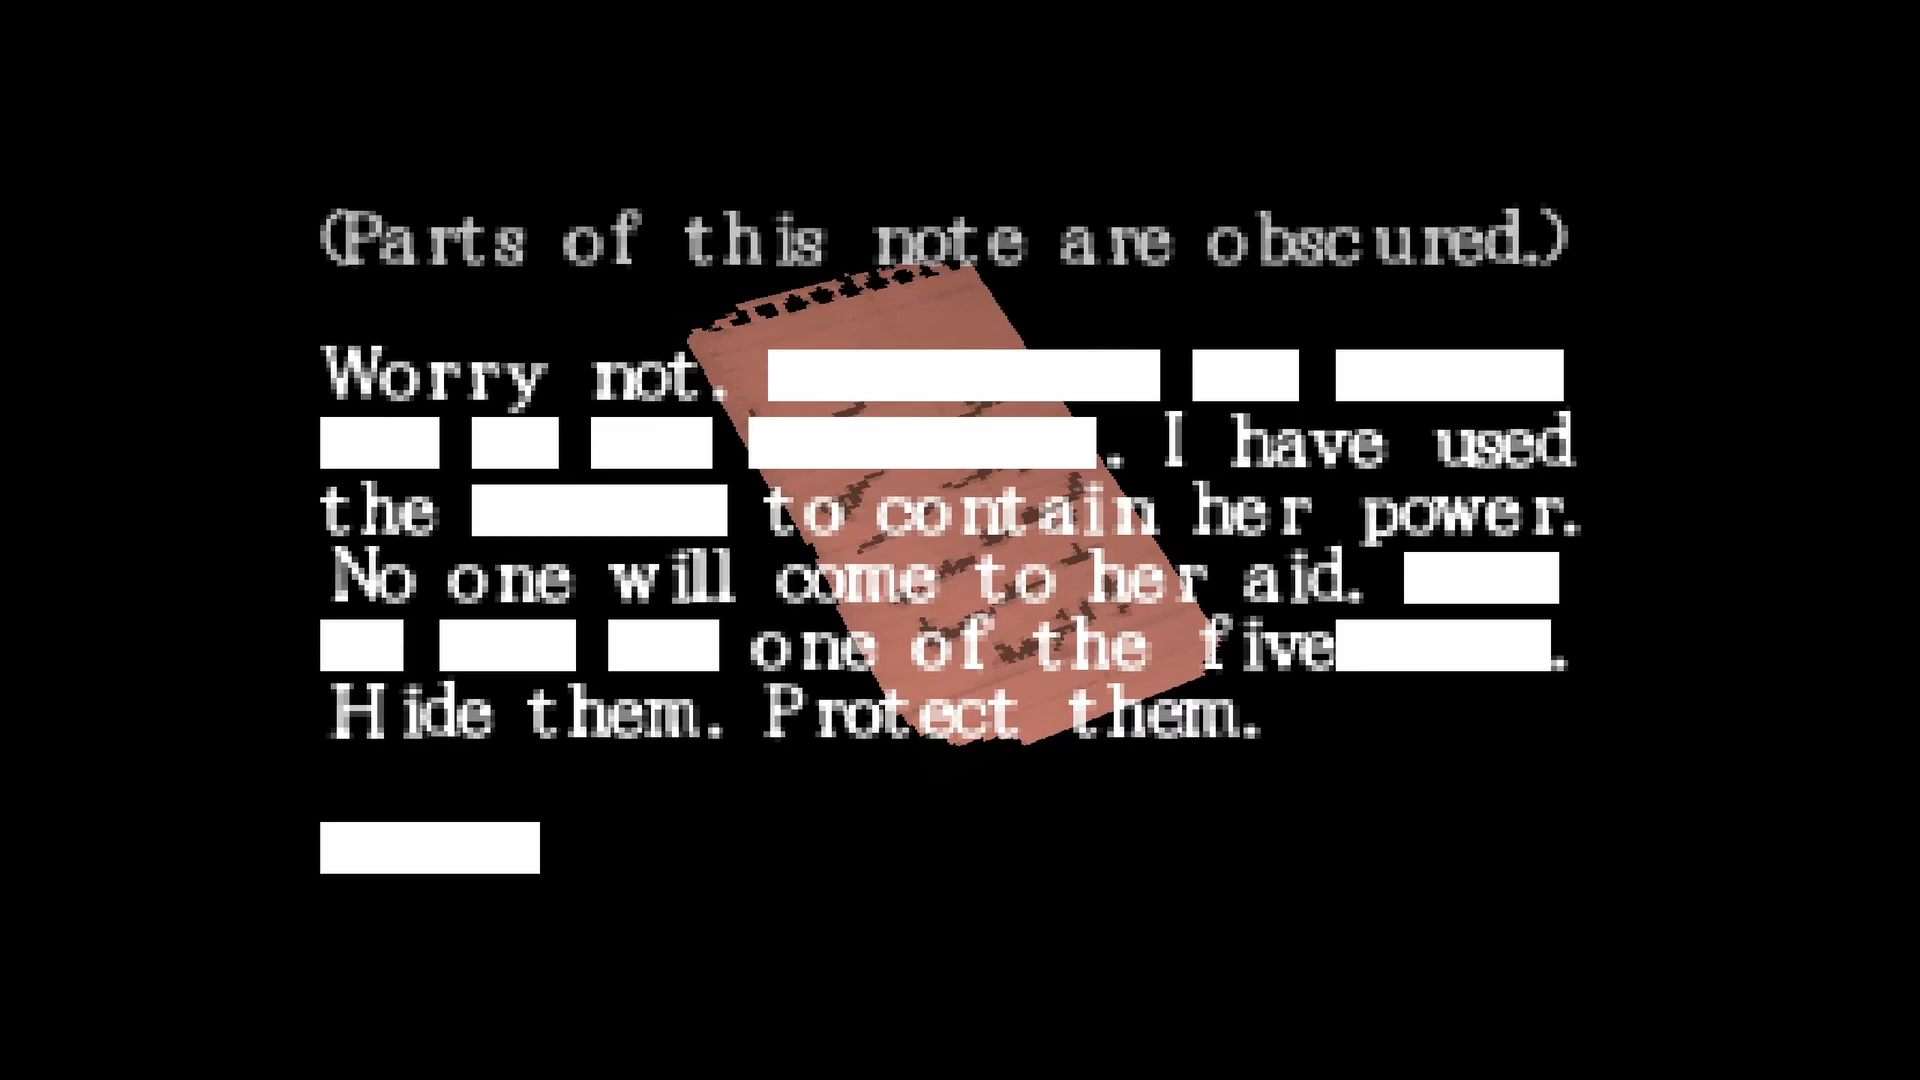 (Parts of this note are obscured.)
Worry not.
. I have used
the to contain her power.
No one will come to her aid.
one of the five .
Hide them. Protect them.